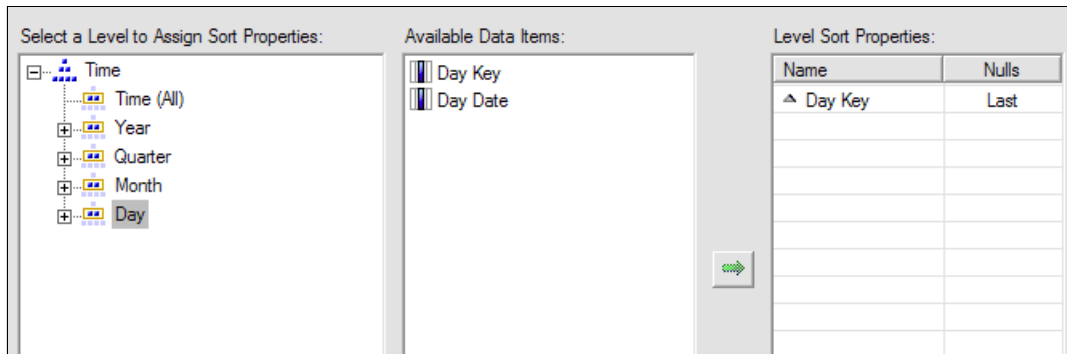 Select a Level to Assign Sort Properties:
Time
Time (All)
Year
Quarter
Month
Day
Available Data Items:
Day Key
Day Date
Level Sort Properties:
Name Nulls
Day Key Last